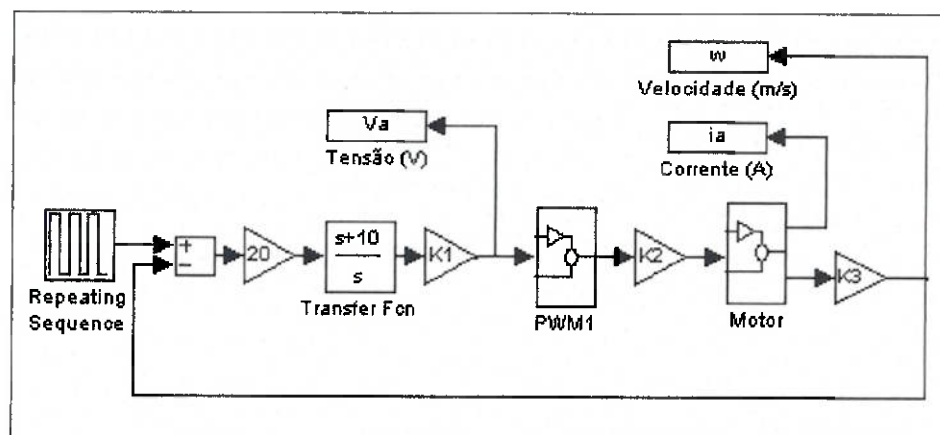 w
Velocidade (m/s)
Va
Tensão (V)
ia
Corrente (A)
+
−
20
s+10
s
K1
K2
K3
Repeating
Sequence
Transfer Fcn
PWM1
Motor